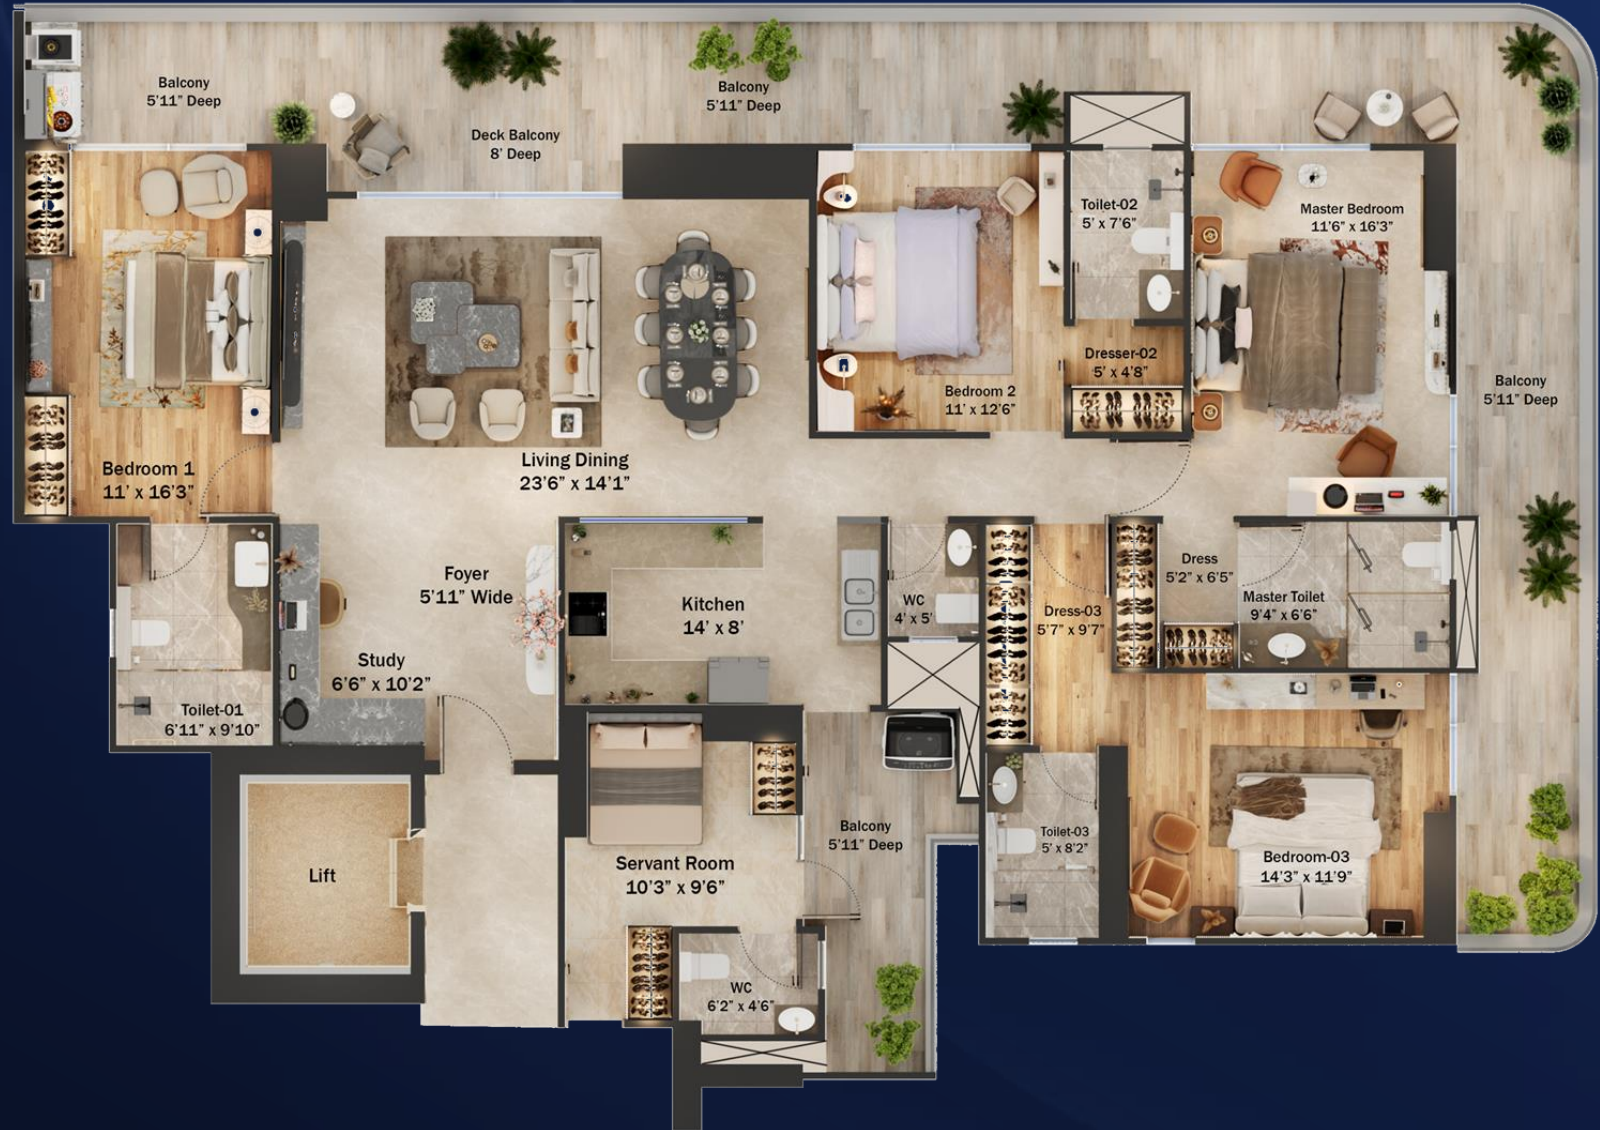 Balcony
5'11" Deep
Deck Balcony
8' Deep
Balcony
5'11" Deep
Toilet-02
5' x 7'6"
Master Bedroom
11'6" x 16'3"
Dresser-02
5' x 4'8"
Bedroom 2
11' x 12'6"
Balcony
5'11" Deep
Bedroom 1
11' x 16'3"
Living Dining
23'6" x 14'1"
Foyer
5'11" Wide
Kitchen
14' x 8'
WC
4' x 5'
Dress-03
5'7" x 9'7"
Dress
5'2" x 6'5"
Master Toilet
9'4" x 6'6"
Study
6'6" x 10'2"
Toilet-01
6'11" x 9'10"
Lift
Servant Room
10'3" x 9'6"
Balcony
5'11" Deep
Toilet-03
5' x 8'2"
Bedroom-03
14'3" x 11'9"
WC
6'2" x 4'6"